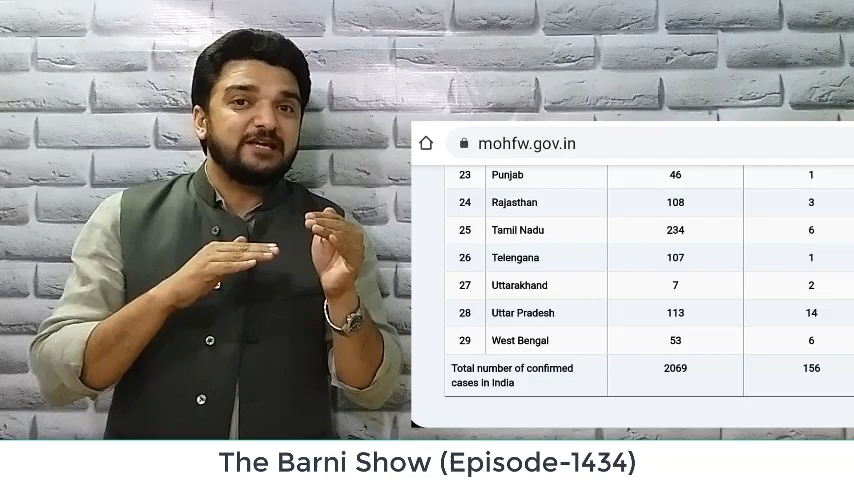 mohfw.gov.in
23 Punjab 46 1
24 Rajasthan 108 3
25 Tamil Nadu 234 6
26 Telengana 107 1
27 Uttarakhand 7 2
28 Uttar Pradesh 113 14
29 West Bengal 53 6
Total number of confirmed
cases in India 2069 156
The Barni Show (Episode-1434)